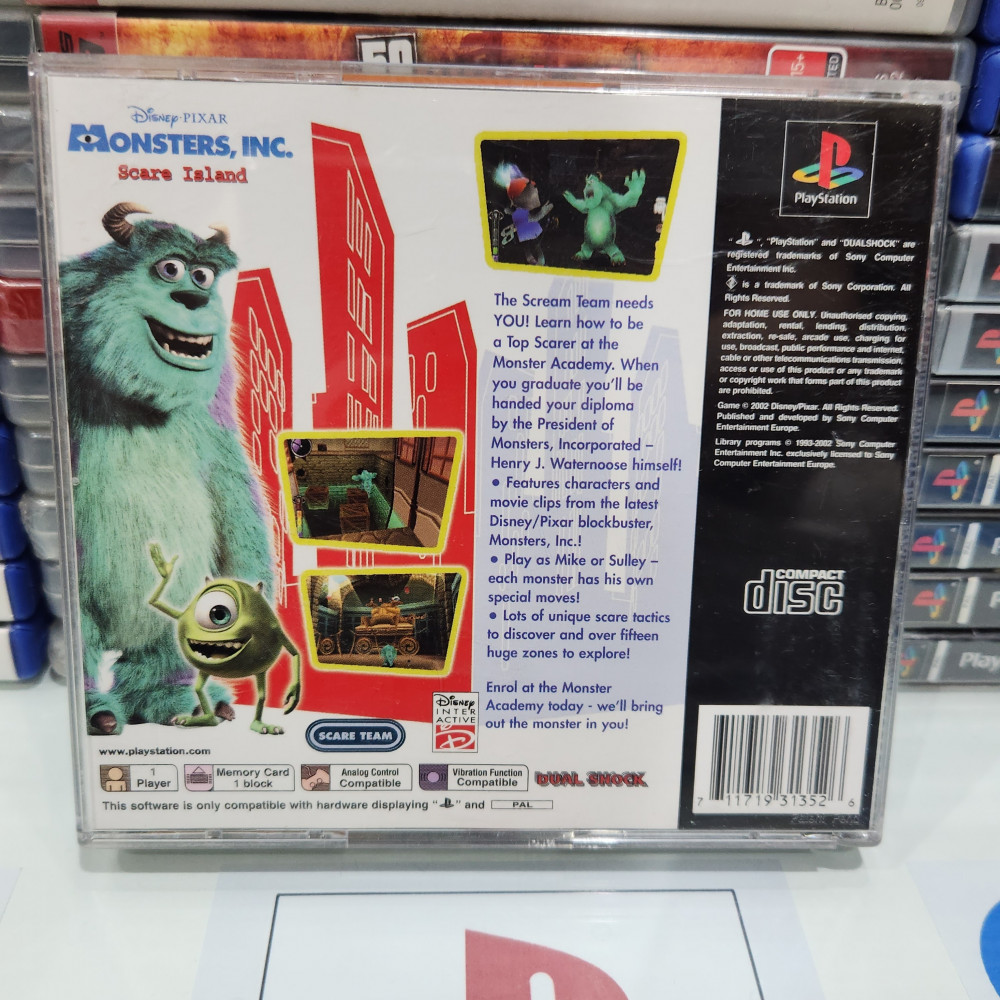 50
15+
Disney·PIXAR
MONSTERS, INC.
Scare Island
The Scream Team needs
YOU! Learn how to be
a Top Scarer at the
Monster Academy. When
you graduate you'll be
handed your diploma
by the President of
Monsters, Incorporated –
Henry J. Waternoose himself!
• Features characters and
movie clips from the latest
Disney/Pixar blockbuster,
Monsters, Inc.!
• Play as Mike or Sulley –
each monster has his own
special moves!
• Lots of unique scare tactics
to discover and over fifteen
huge zones to explore!
Enrol at the Monster
Academy today - we'll bring
out the monster in you!
Disney
INTER
ACTIVE
SCARE TEAM
www.playstation.com
1
Player
Memory Card
1 block
Analog Control
Compatible
Vibration Function
Compatible
DUAL SHOCK
This software is only compatible with hardware displaying " " and PAL
PlayStation
" ", "PlayStation" and "DUALSHOCK" are
registered trademarks of Sony Computer
Entertainment Inc.
is a trademark of Sony Corporation. All
Rights Reserved.
FOR HOME USE ONLY. Unauthorised copying,
adaptation, rental, lending, distribution,
extraction, re-sale, arcade use, charging for
use, broadcast, public performance and internet,
cable or other telecommunications transmission,
access or use of this product or any trademark
or copyright work that forms part of this product
are prohibited.
Game © 2002 Disney/Pixar. All Rights Reserved.
Published and developed by Sony Computer
Entertainment Europe.
Library programs © 1993-2002 Sony Computer
Entertainment Inc. exclusively licensed to Sony
Computer Entertainment Europe.
COMPACT
disc
7 11719 31352 6